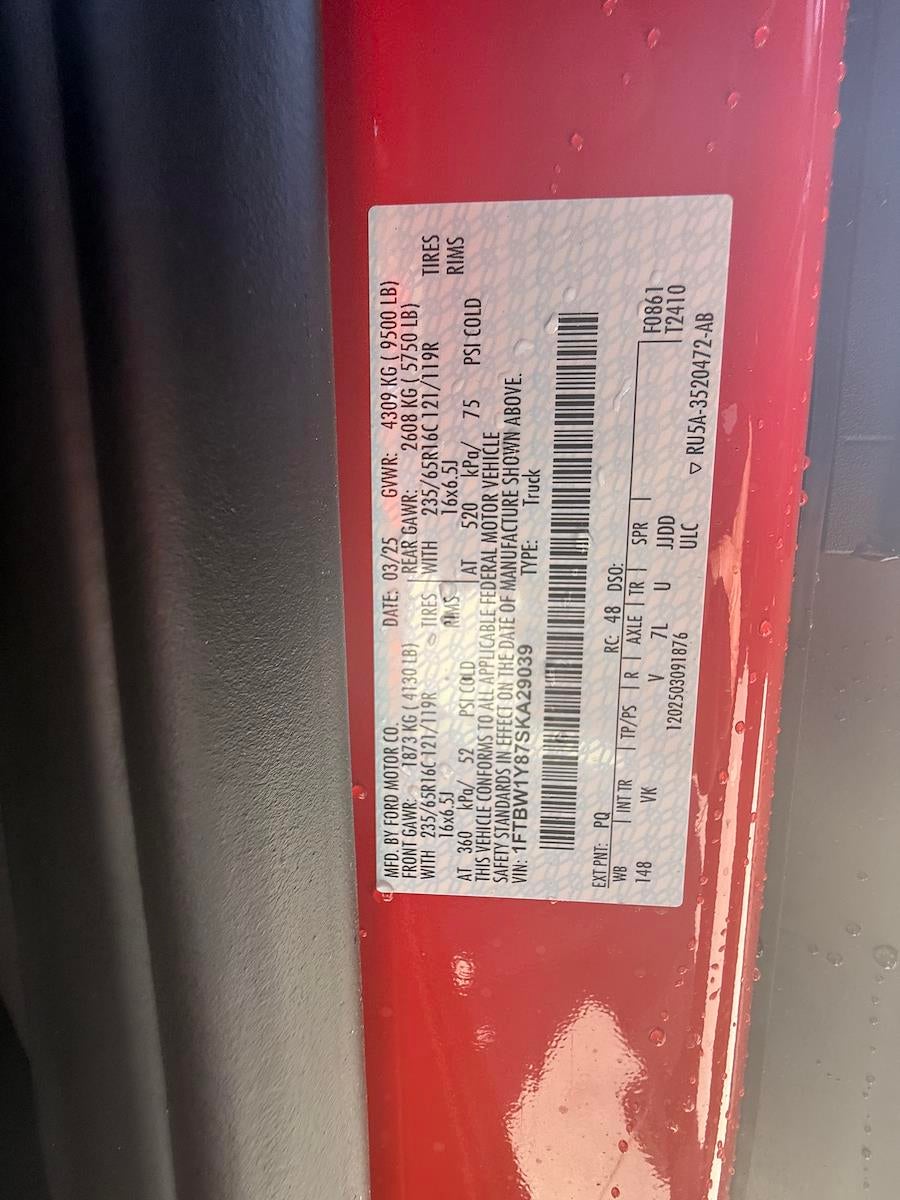 MFD. BY FORD MOTOR CO. DATE: 03/25 GVWR: 4309 KG ( 9500 LB)
FRONT GAWR: 1873 KG ( 4130 LB) REAR GAWR: 2608 KG ( 5750 LB)
WITH 235/65R16C 121/119R TIRES WITH 235/65R16C 121/119R TIRES
16x6.5J RIMS 16x6.5J RIMS
AT 360 kPa/ 52 PSI COLD AT 520 kPa/ 75 PSI COLD
THIS VEHICLE CONFORMS TO ALL APPLICABLE FEDERAL MOTOR VEHICLE
SAFETY STANDARDS IN EFFECT ON THE DATE OF MANUFACTURE SHOWN ABOVE.
VIN: 1FTBW1Y87SKA29039 TYPE: Truck
EXT PNT: PQ RC: 48 DSO:
WB INT TR TP/PS R AXLE TR SPR F0861
148 VK V 7L U JJDD T2410
1202503091876 ULC
▽ RU5A-3520472-AB